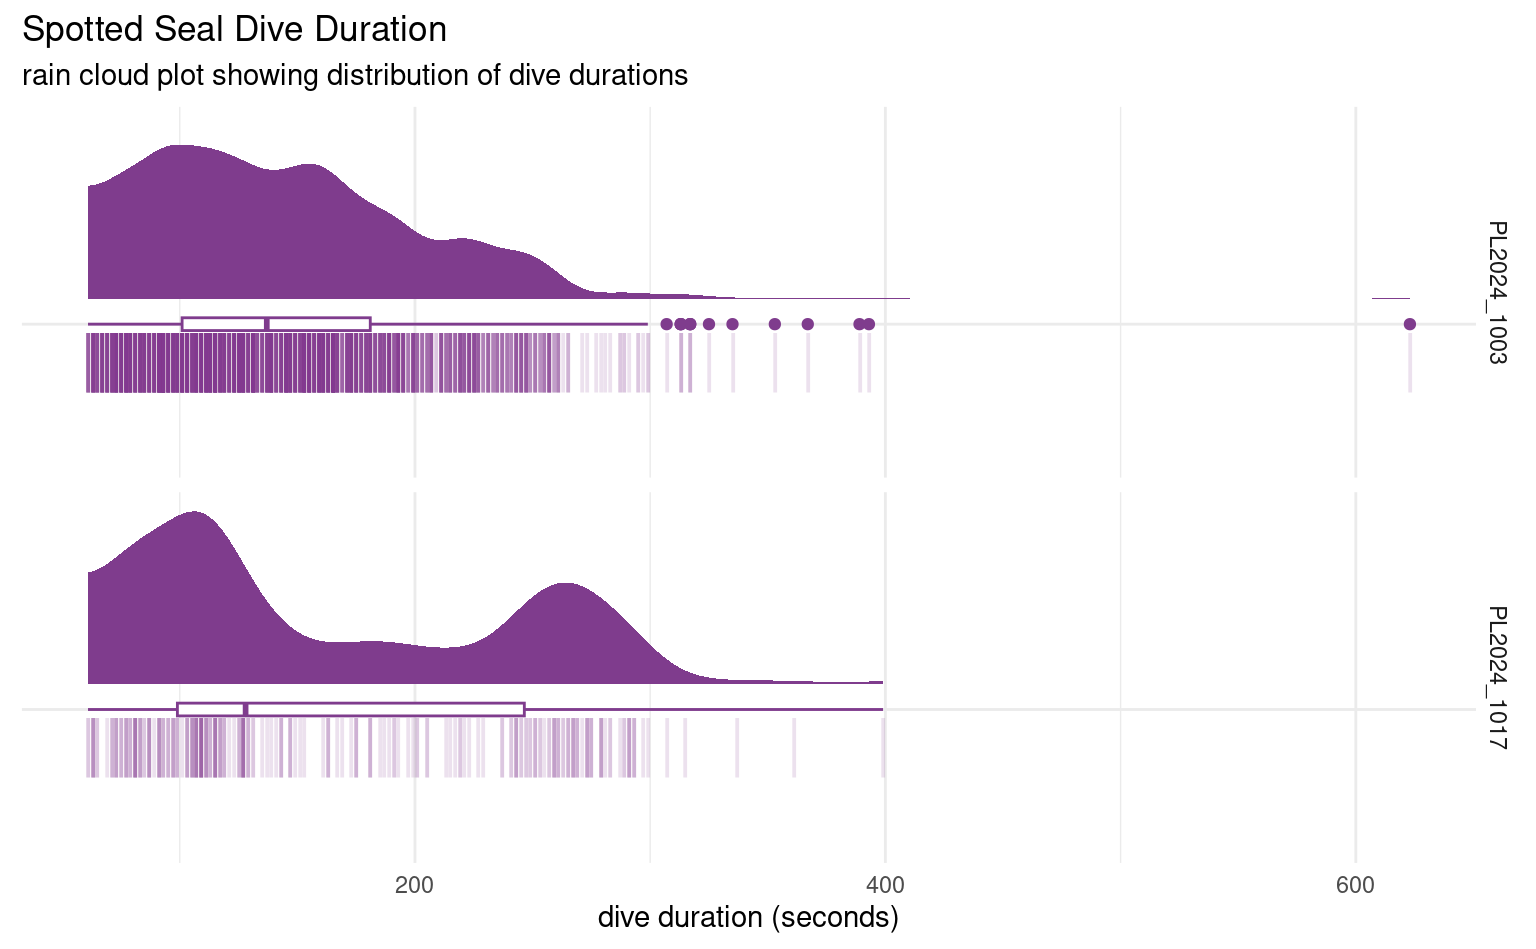 Spotted Seal Dive Duration
rain cloud plot showing distribution of dive durations
PL2024_1003
PL2024_1017
200
400
600
dive duration (seconds)